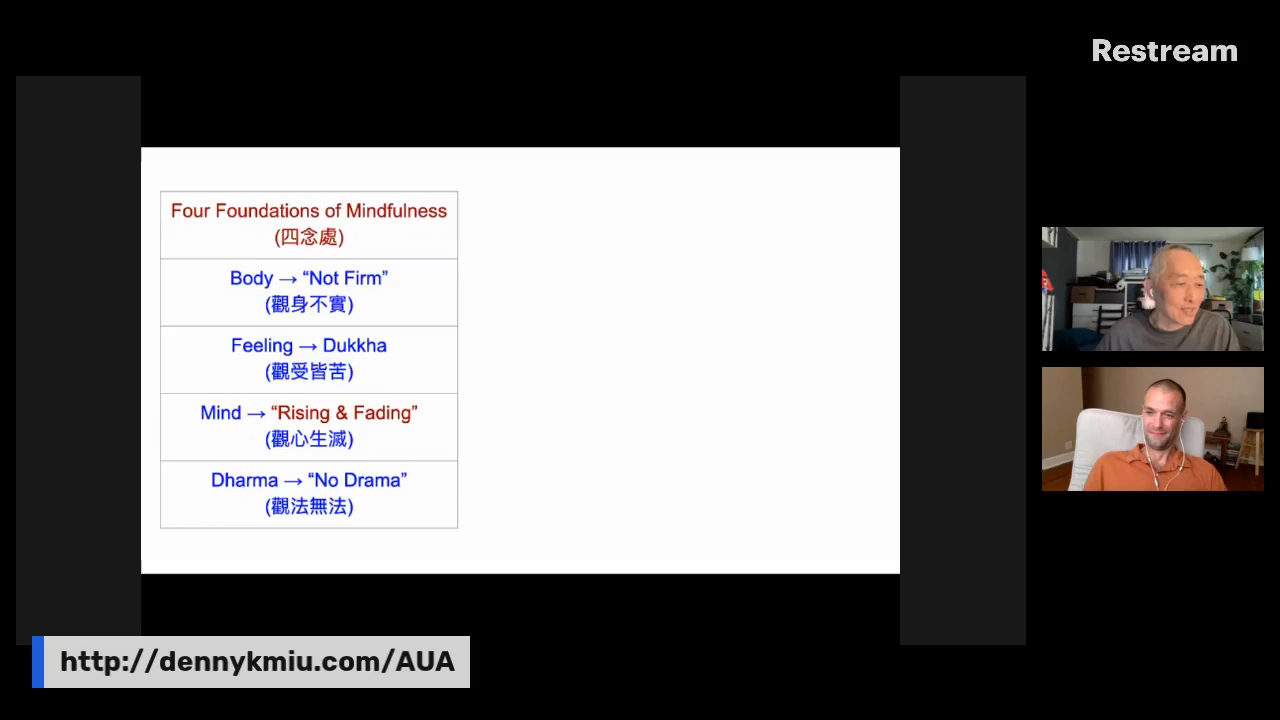 Restream
Four Foundations of Mindfulness
(四念處)
Body → “Not Firm”
(觀身不實)
Feeling → Dukkha
(觀受皆苦)
Mind → “Rising & Fading”
(觀心生滅)
Dharma → “No Drama”
(觀法無法)
http://dennykmiu.com/AUA